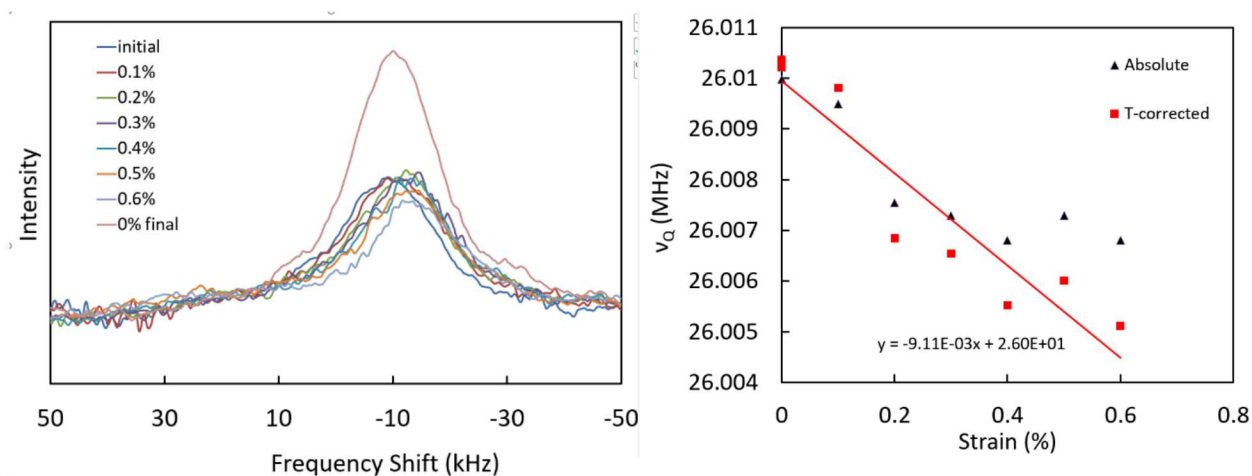 initial
0.1%
0.2%
0.3%
0.4%
0.5%
0.6%
0% final
Intensity
50
30
10
-10
-30
-50
Frequency Shift (kHz)
26.011
26.01
26.009
26.008
26.007
26.006
26.005
26.004
νQ (MHz)
Absolute
T-corrected
y = -9.11E-03x + 2.60E+01
0
0.2
0.4
0.6
0.8
Strain (%)